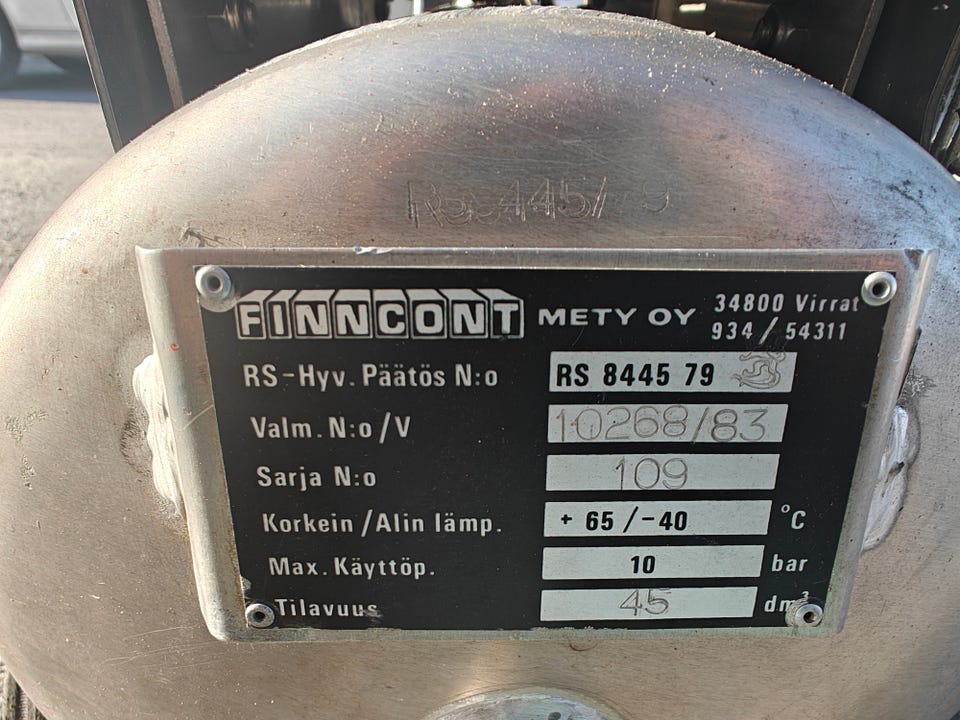 FINNCONT METY OY 34800 Virrat
934 / 54311
RS-Hyv. Päätös N:o RS 8445 79
Valm. N:o/V 10268/83
Sarja N:o 109
Korkein/Alin lämp. + 65 / -40 °C
Max. Käyttöp. 10 bar
Tilavuus 45 dm³